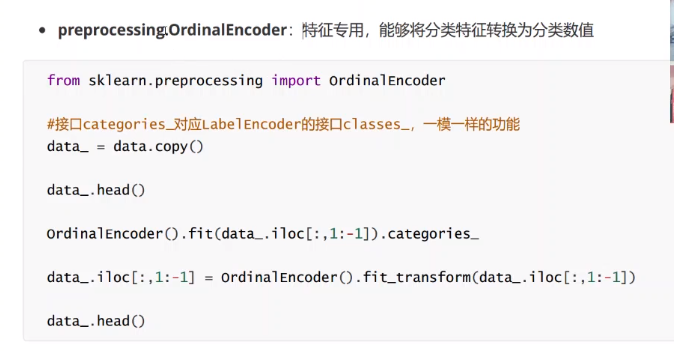 preprocessing.OrdinalEncoder：特征专用，能够将分类特征转换为分类数值
from sklearn.preprocessing import OrdinalEncoder
#接口categories_对应LabelEncoder的接口classes_，一模一样的功能
data_ = data.copy()
data_.head()
OrdinalEncoder().fit(data_.iloc[:,1:-1]).categories_
data_.iloc[:,1:-1] = OrdinalEncoder().fit_transform(data_.iloc[:,1:-1])
data_.head()